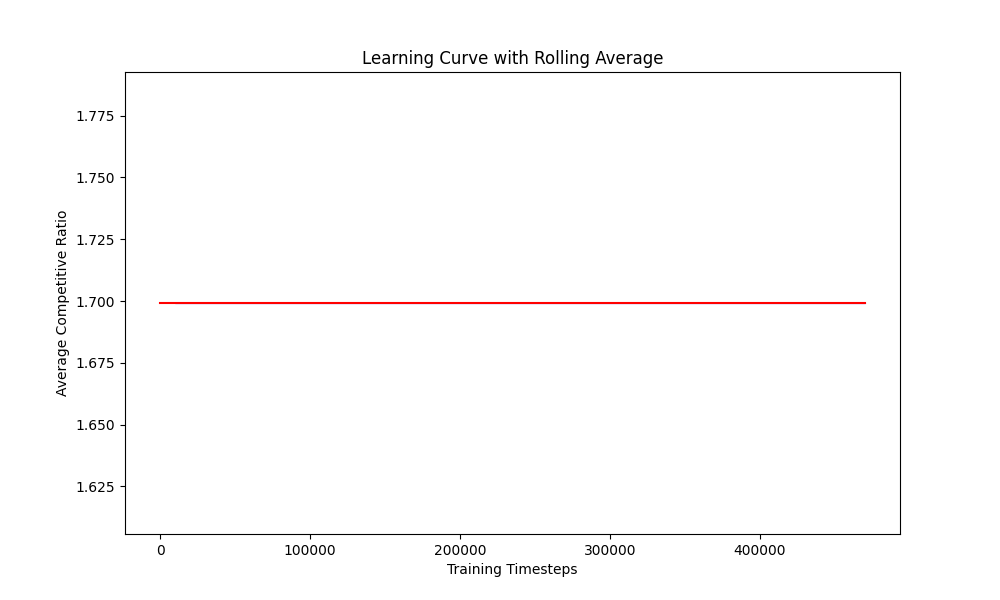 Learning Curve with Rolling Average
1.775
1.750
1.725
1.700
1.675
1.650
1.625
Average Competitive Ratio
0 100000 200000 300000 400000
Training Timesteps